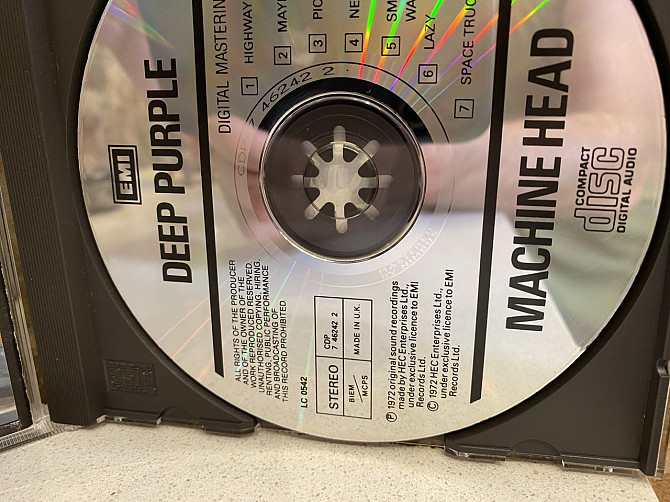 EMI
DEEP PURPLE
DIGITAL MASTERIN
1 HIGHWAY
2 MAY
3 PIC
4 NE
5 SM
WA
6 LAZY
7 SPACE TRUC
46242 2
MACHINE HEAD
COMPACT
disc
DIGITAL AUDIO
ALL RIGHTS OF THE PRODUCER
AND OF THE OWNER OF THE
WORK REPRODUCED RESERVED.
UNAUTHORISED COPYING, HIRING,
RENTING, PUBLIC PERFORMANCE
AND BROADCASTING OF
THIS RECORD PROHIBITED
LC 0542
STEREO
CDP
7 46242 2
BIEM
MCPS
MADE IN U.K.
Ⓟ 1972 original sound recordings
made by HEC Enterprises Ltd.,
under exclusive licence to EMI
Records Ltd.
© 1972 HEC Enterprises Ltd.,
under exclusive licence to EMI
Records Ltd.